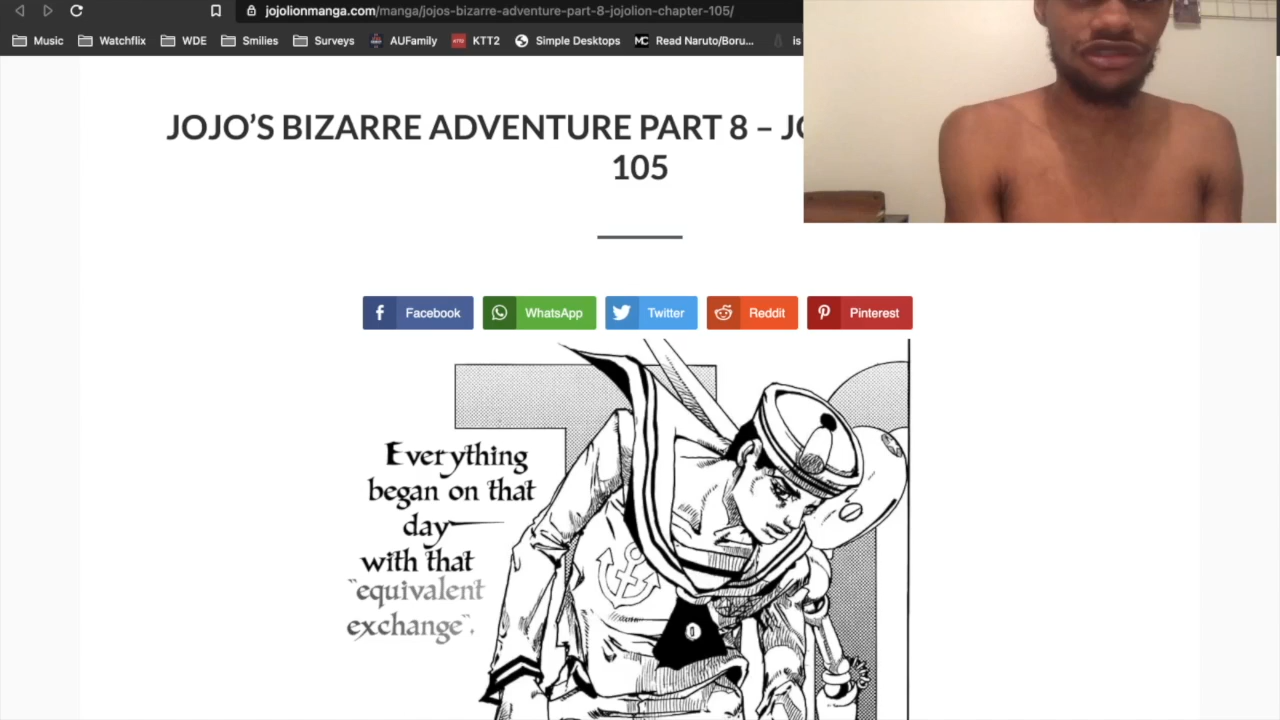 jojolionmanga.com/manga/jojos-bizarre-adventure-part-8-jojolion-chapter-105/
Music Watchflix WDE Smilies Surveys AUFamily KTT2 Simple Desktops MC Read Naruto/Boru... is
JOJO'S BIZARRE ADVENTURE PART 8 – JO
105
Facebook WhatsApp Twitter Reddit Pinterest
Everything
began on that
day—
with that
"equivalent
exchange".